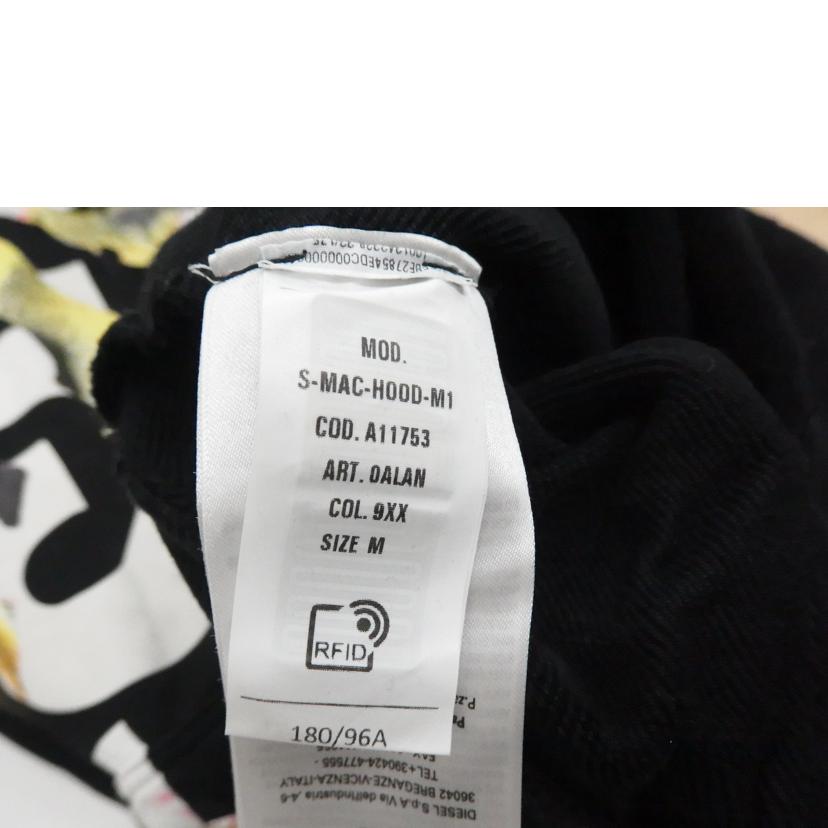 MOD.
S-MAC-HOOD-M1
COD. A11753
ART. 0ALAN
COL. 9XX
SIZE M
RFID
180/96A
DIESEL S.p.A Via dell'industria ,4-6
36042 BREGANZE-VICENZA-ITALY
TEL+390424-477555 -
FAX